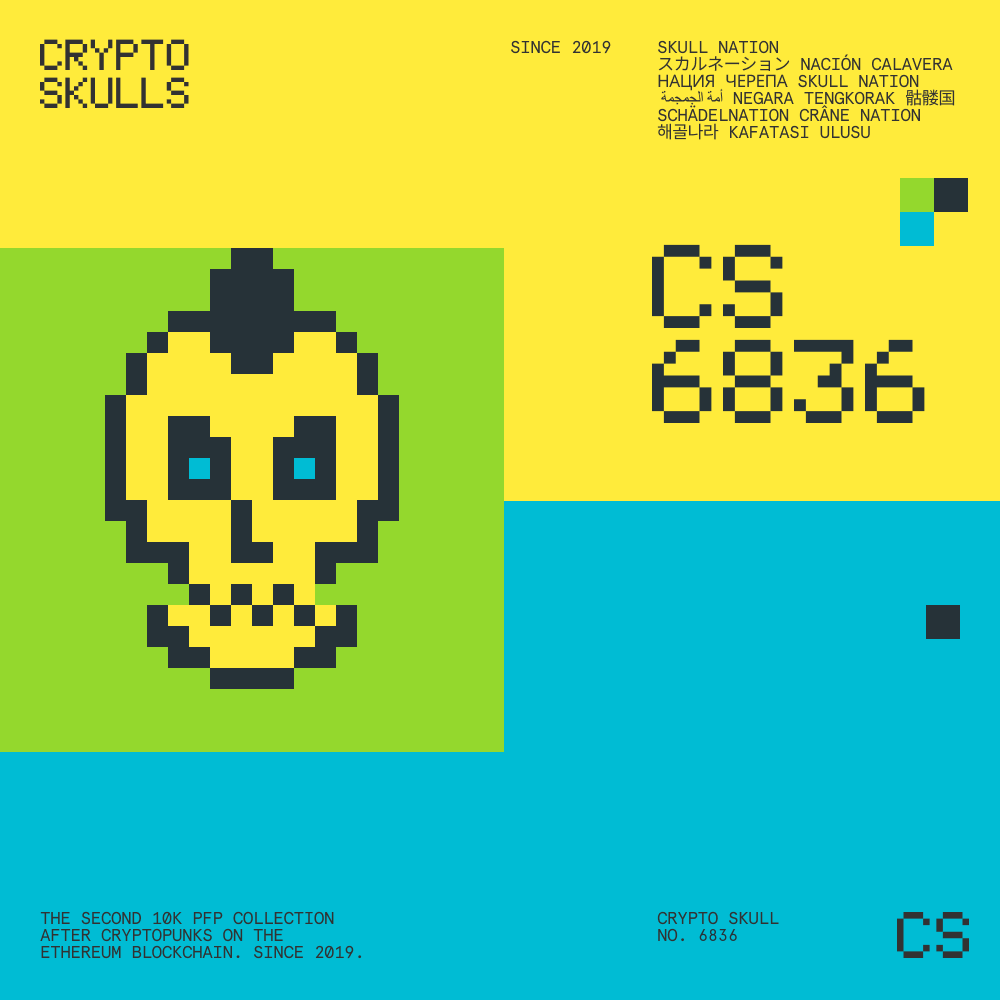 CRYPTO
SKULLS
SINCE 2019
SKULL NATION
スカルネーション NACIÓN CALAVERA
НАЦИЯ ЧЕРЕПА SKULL NATION
أمة الجمجمة NEGARA TENGKORAK 骷髅国
SCHÄDELNATION CRÂNE NATION
해골나라 KAFATASI ULUSU
CS
6836
THE SECOND 10K PFP COLLECTION
AFTER CRYPTOPUNKS ON THE
ETHEREUM BLOCKCHAIN. SINCE 2019.
CRYPTO SKULL
NO. 6836
CS